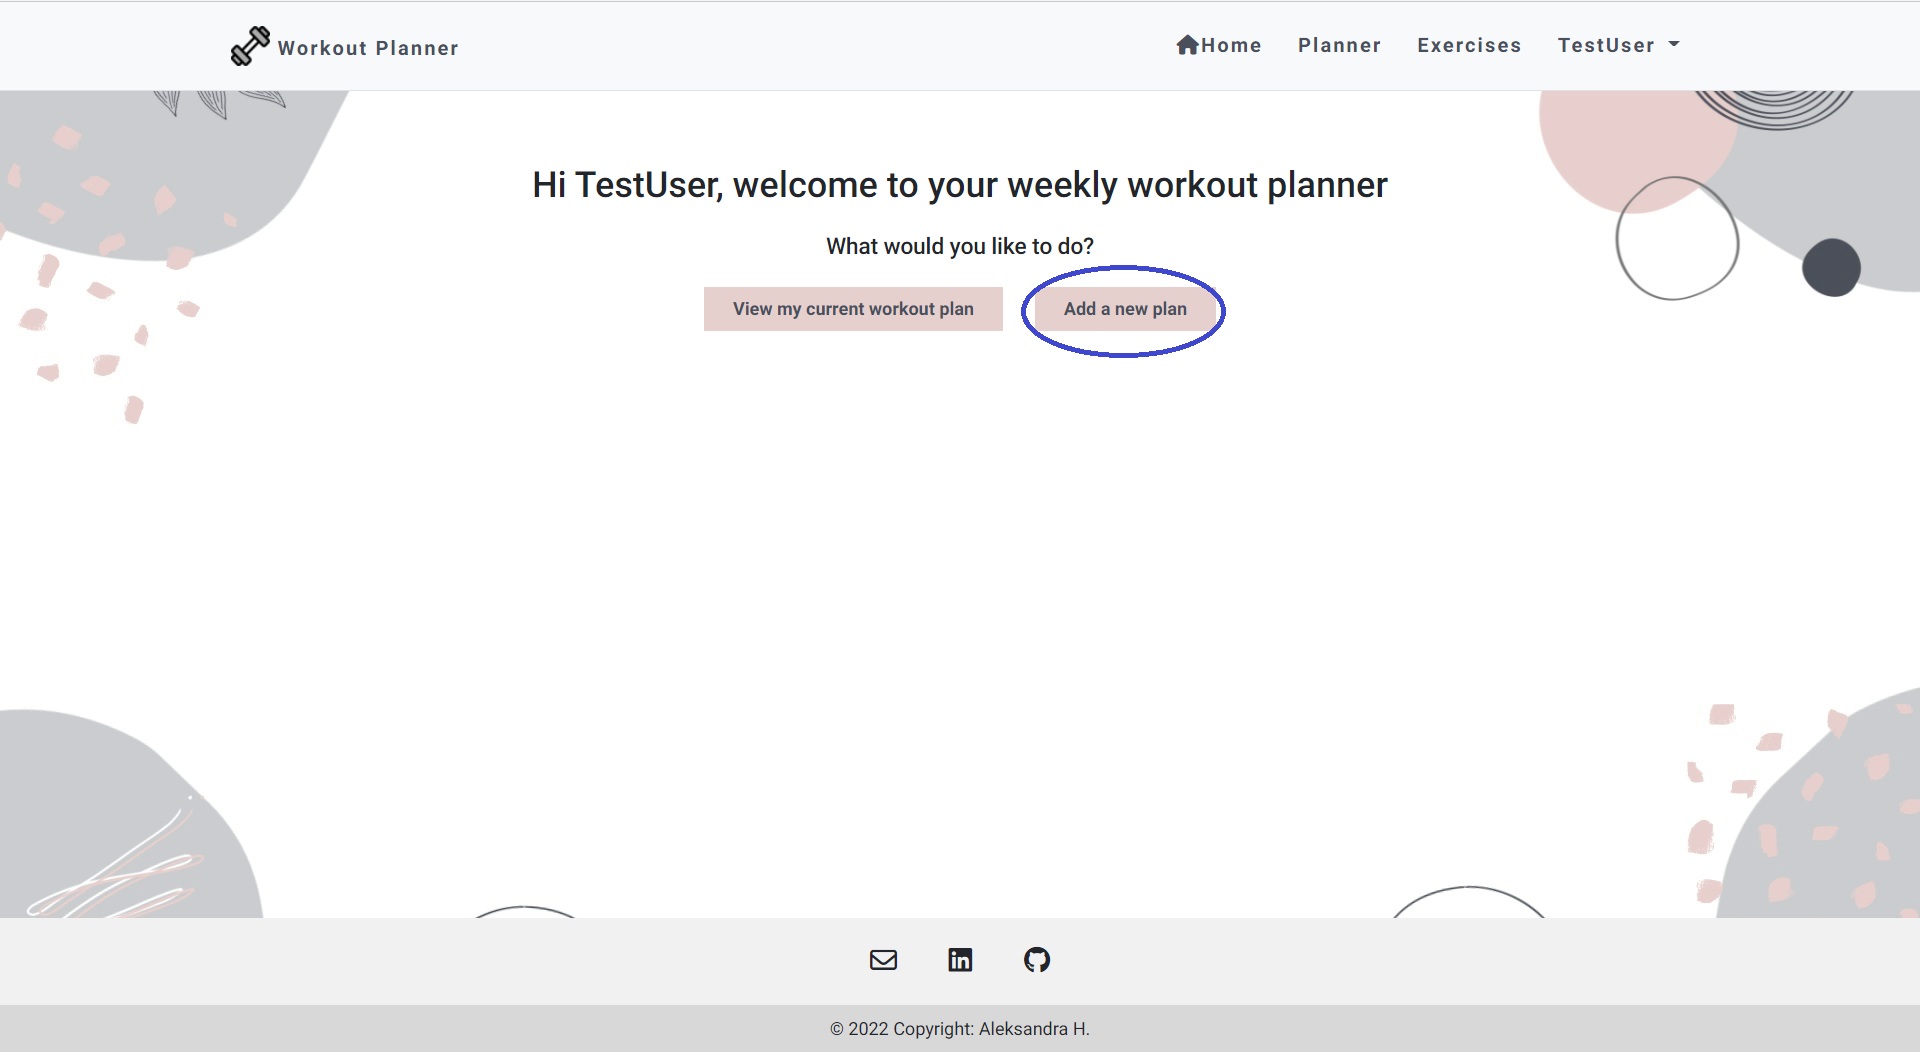 Workout Planner
Home Planner Exercises TestUser
Hi TestUser, welcome to your weekly workout planner
What would you like to do?
View my current workout plan Add a new plan
in
© 2022 Copyright: Aleksandra H.